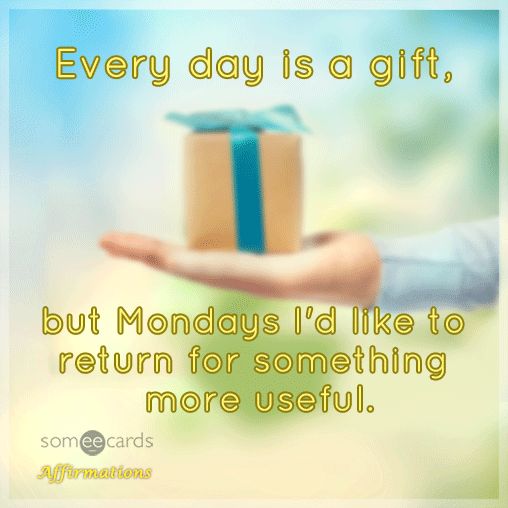 Every day is a gift,
but Mondays I'd like to
return for something
more useful.
someecards
Affirmations